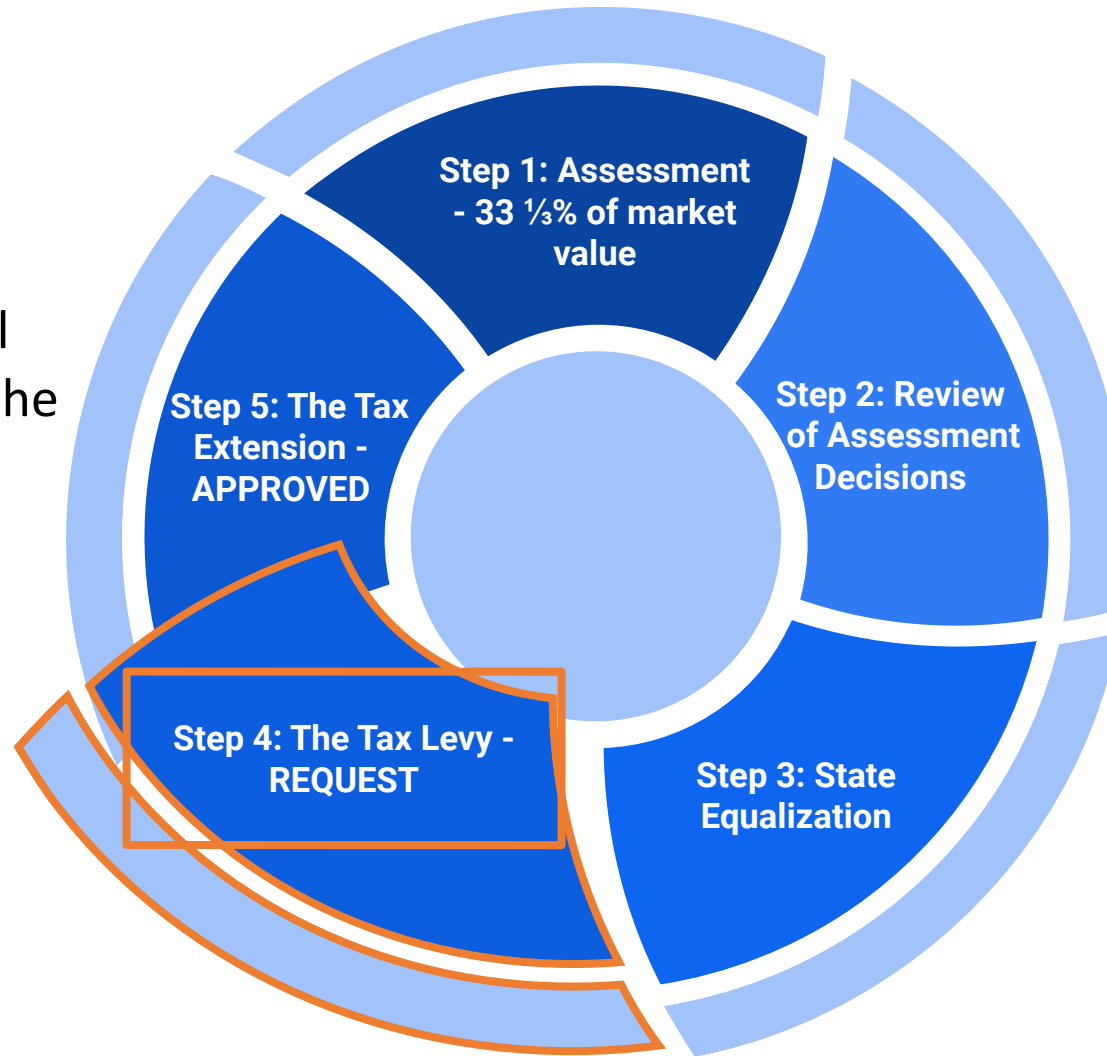 Step 1: Assessment
- 33 ⅓% of market
value
Step 2: Review
of Assessment
Decisions
Step 3: State
Equalization
Step 4: The Tax Levy -
REQUEST
Step 5: The Tax
Extension -
APPROVED